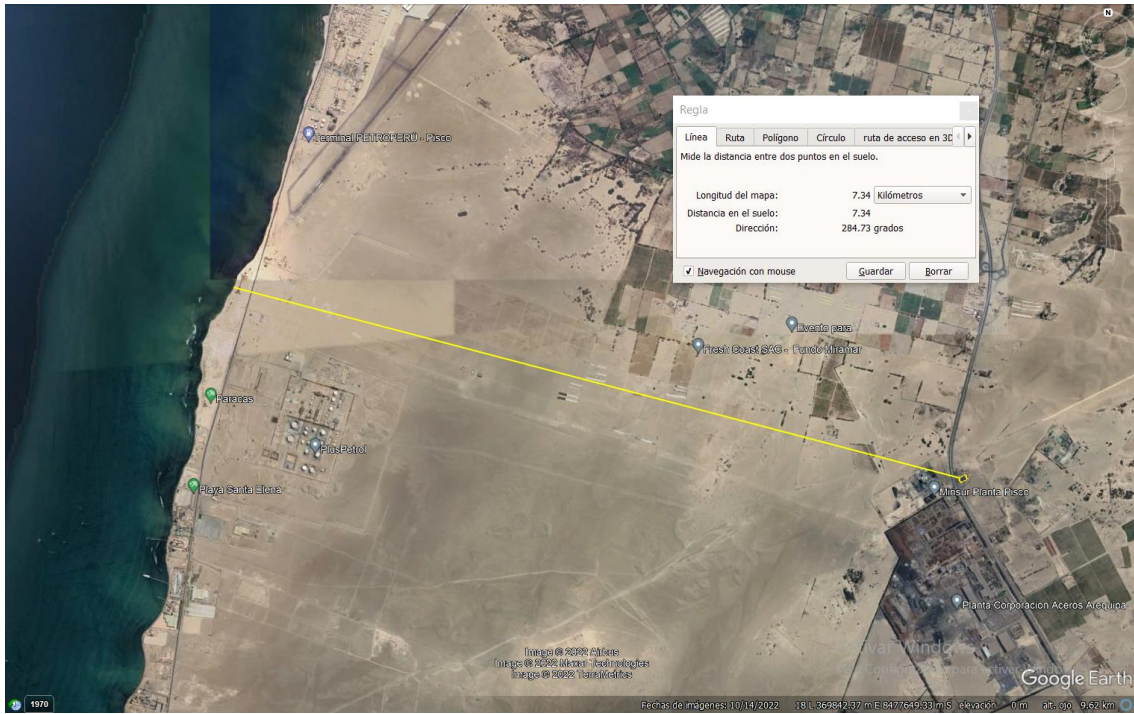 N
Terminal PETROPERÚ - Pisco
Regla
Línea Ruta Polígono Círculo ruta de acceso en 3D
Mide la distancia entre dos puntos en el suelo.
Longitud del mapa: 7.34 Kilómetros
Distancia en el suelo: 7.34
Dirección: 284.73 grados
Navegación con mouse Guardar Borrar
Evento para
Fresh Coast SAC - Fundo Miramar
Paracas
PlusPetrol
Playa Santa Elena
Minsur Planta Pisco
Planta Corporacion Aceros Arequipa
Image © 2022 Airbus
Image © 2022 Maxar Technologies
Image © 2022 TerraMetrics
Windows
para activar
Google Earth
1970
Fechas de imágenes: 10/14/2022 18 L 369842.37 m E 8477649.33 m S elevación 0 m alt. ojo 9.62 km